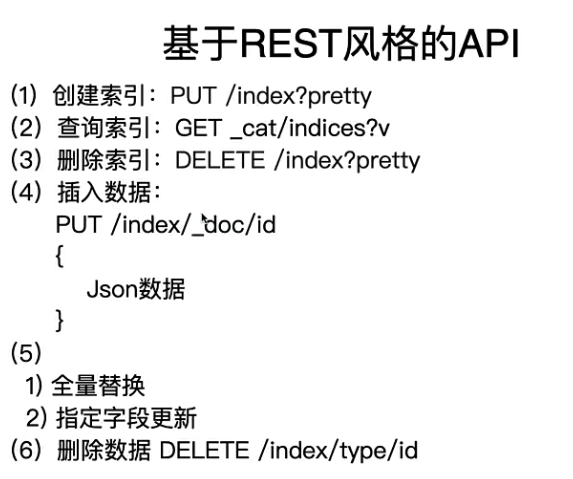 基于REST风格的API
(1) 创建索引：PUT /index?pretty
(2) 查询索引：GET _cat/indices?v
(3) 删除索引：DELETE /index?pretty
(4) 插入数据：
PUT /index/_doc/id
{
Json数据
}
(5)
1) 全量替换
2) 指定字段更新
(6) 删除数据 DELETE /index/type/id